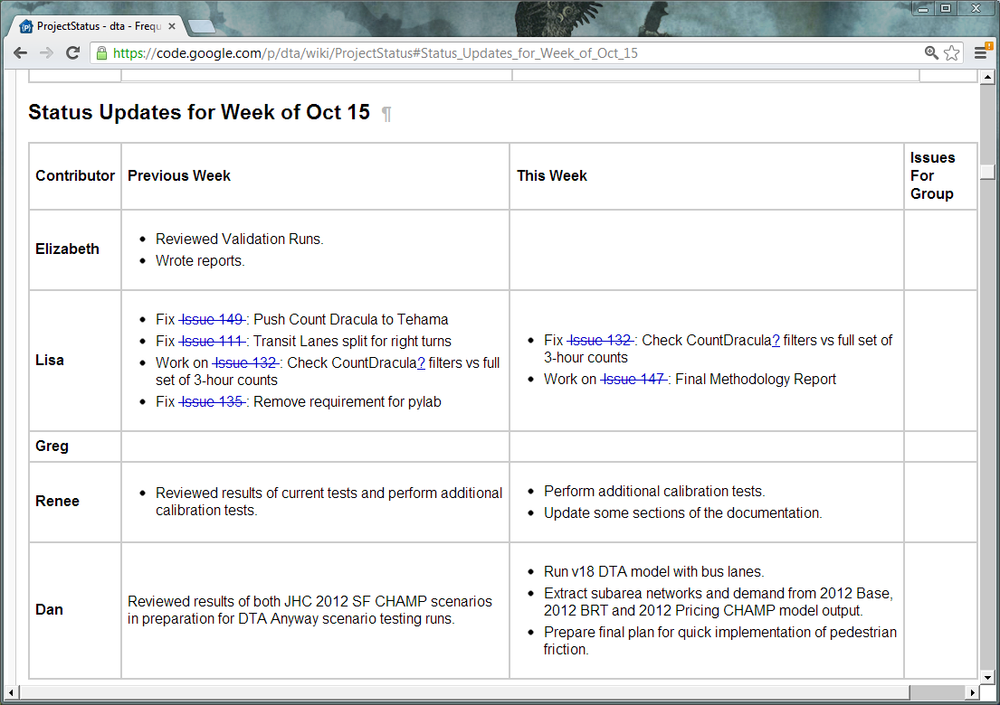 ProjectStatus - dta - Frequ
https://code.google.com/p/dta/wiki/ProjectStatus#Status_Updates_for_Week_of_Oct_15
Status Updates for Week of Oct 15 ¶
Contributor
Previous Week
This Week
Issues
For
Group
Elizabeth
• Reviewed Validation Runs.
• Wrote reports.
Lisa
• Fix Issue 149 : Push Count Dracula to Tehama
• Fix Issue 111 : Transit Lanes split for right turns
• Work on Issue 132 : Check CountDracula? filters vs full
set of 3-hour counts
• Fix Issue 135 : Remove requirement for pylab
• Fix Issue 132 : Check CountDracula? filters vs full set of
3-hour counts
• Work on Issue 147 : Final Methodology Report
Greg
Renee
• Reviewed results of current tests and perform additional
calibration tests.
• Perform additional calibration tests.
• Update some sections of the documentation.
Dan
Reviewed results of both JHC 2012 SF CHAMP scenarios
in preparation for DTA Anyway scenario testing runs.
• Run v18 DTA model with bus lanes.
• Extract subarea networks and demand from 2012 Base,
2012 BRT and 2012 Pricing CHAMP model output.
• Prepare final plan for quick implementation of pedestrian
friction.